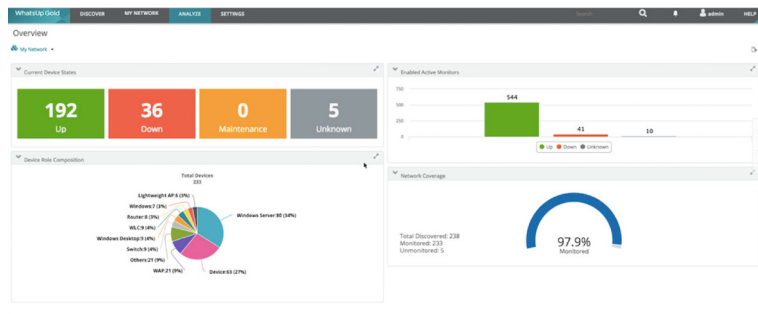 WhatsUp Gold DISCOVER MY NETWORK ANALYZE SETTINGS Search admin HELP
Overview
My Network
Current Device States
192
Up
36
Down
0
Maintenance
5
Unknown
Enabled Active Monitors
750
500
250
0
544
41
10
Up Down Unknown
Device Role Composition
Total Devices
233
Lightweight AP:6 (3%)
Windows:7 (3%)
Router:8 (3%)
WLC:9 (4%)
Windows Desktop:9 (4%)
Switch:9 (4%)
Others:21 (9%)
WAP:21 (9%)
Device:63 (27%)
Windows Server:80 (34%)
Network Coverage
Total Discovered: 238
Monitored: 233
Unmonitored: 5
97.9%
Monitored